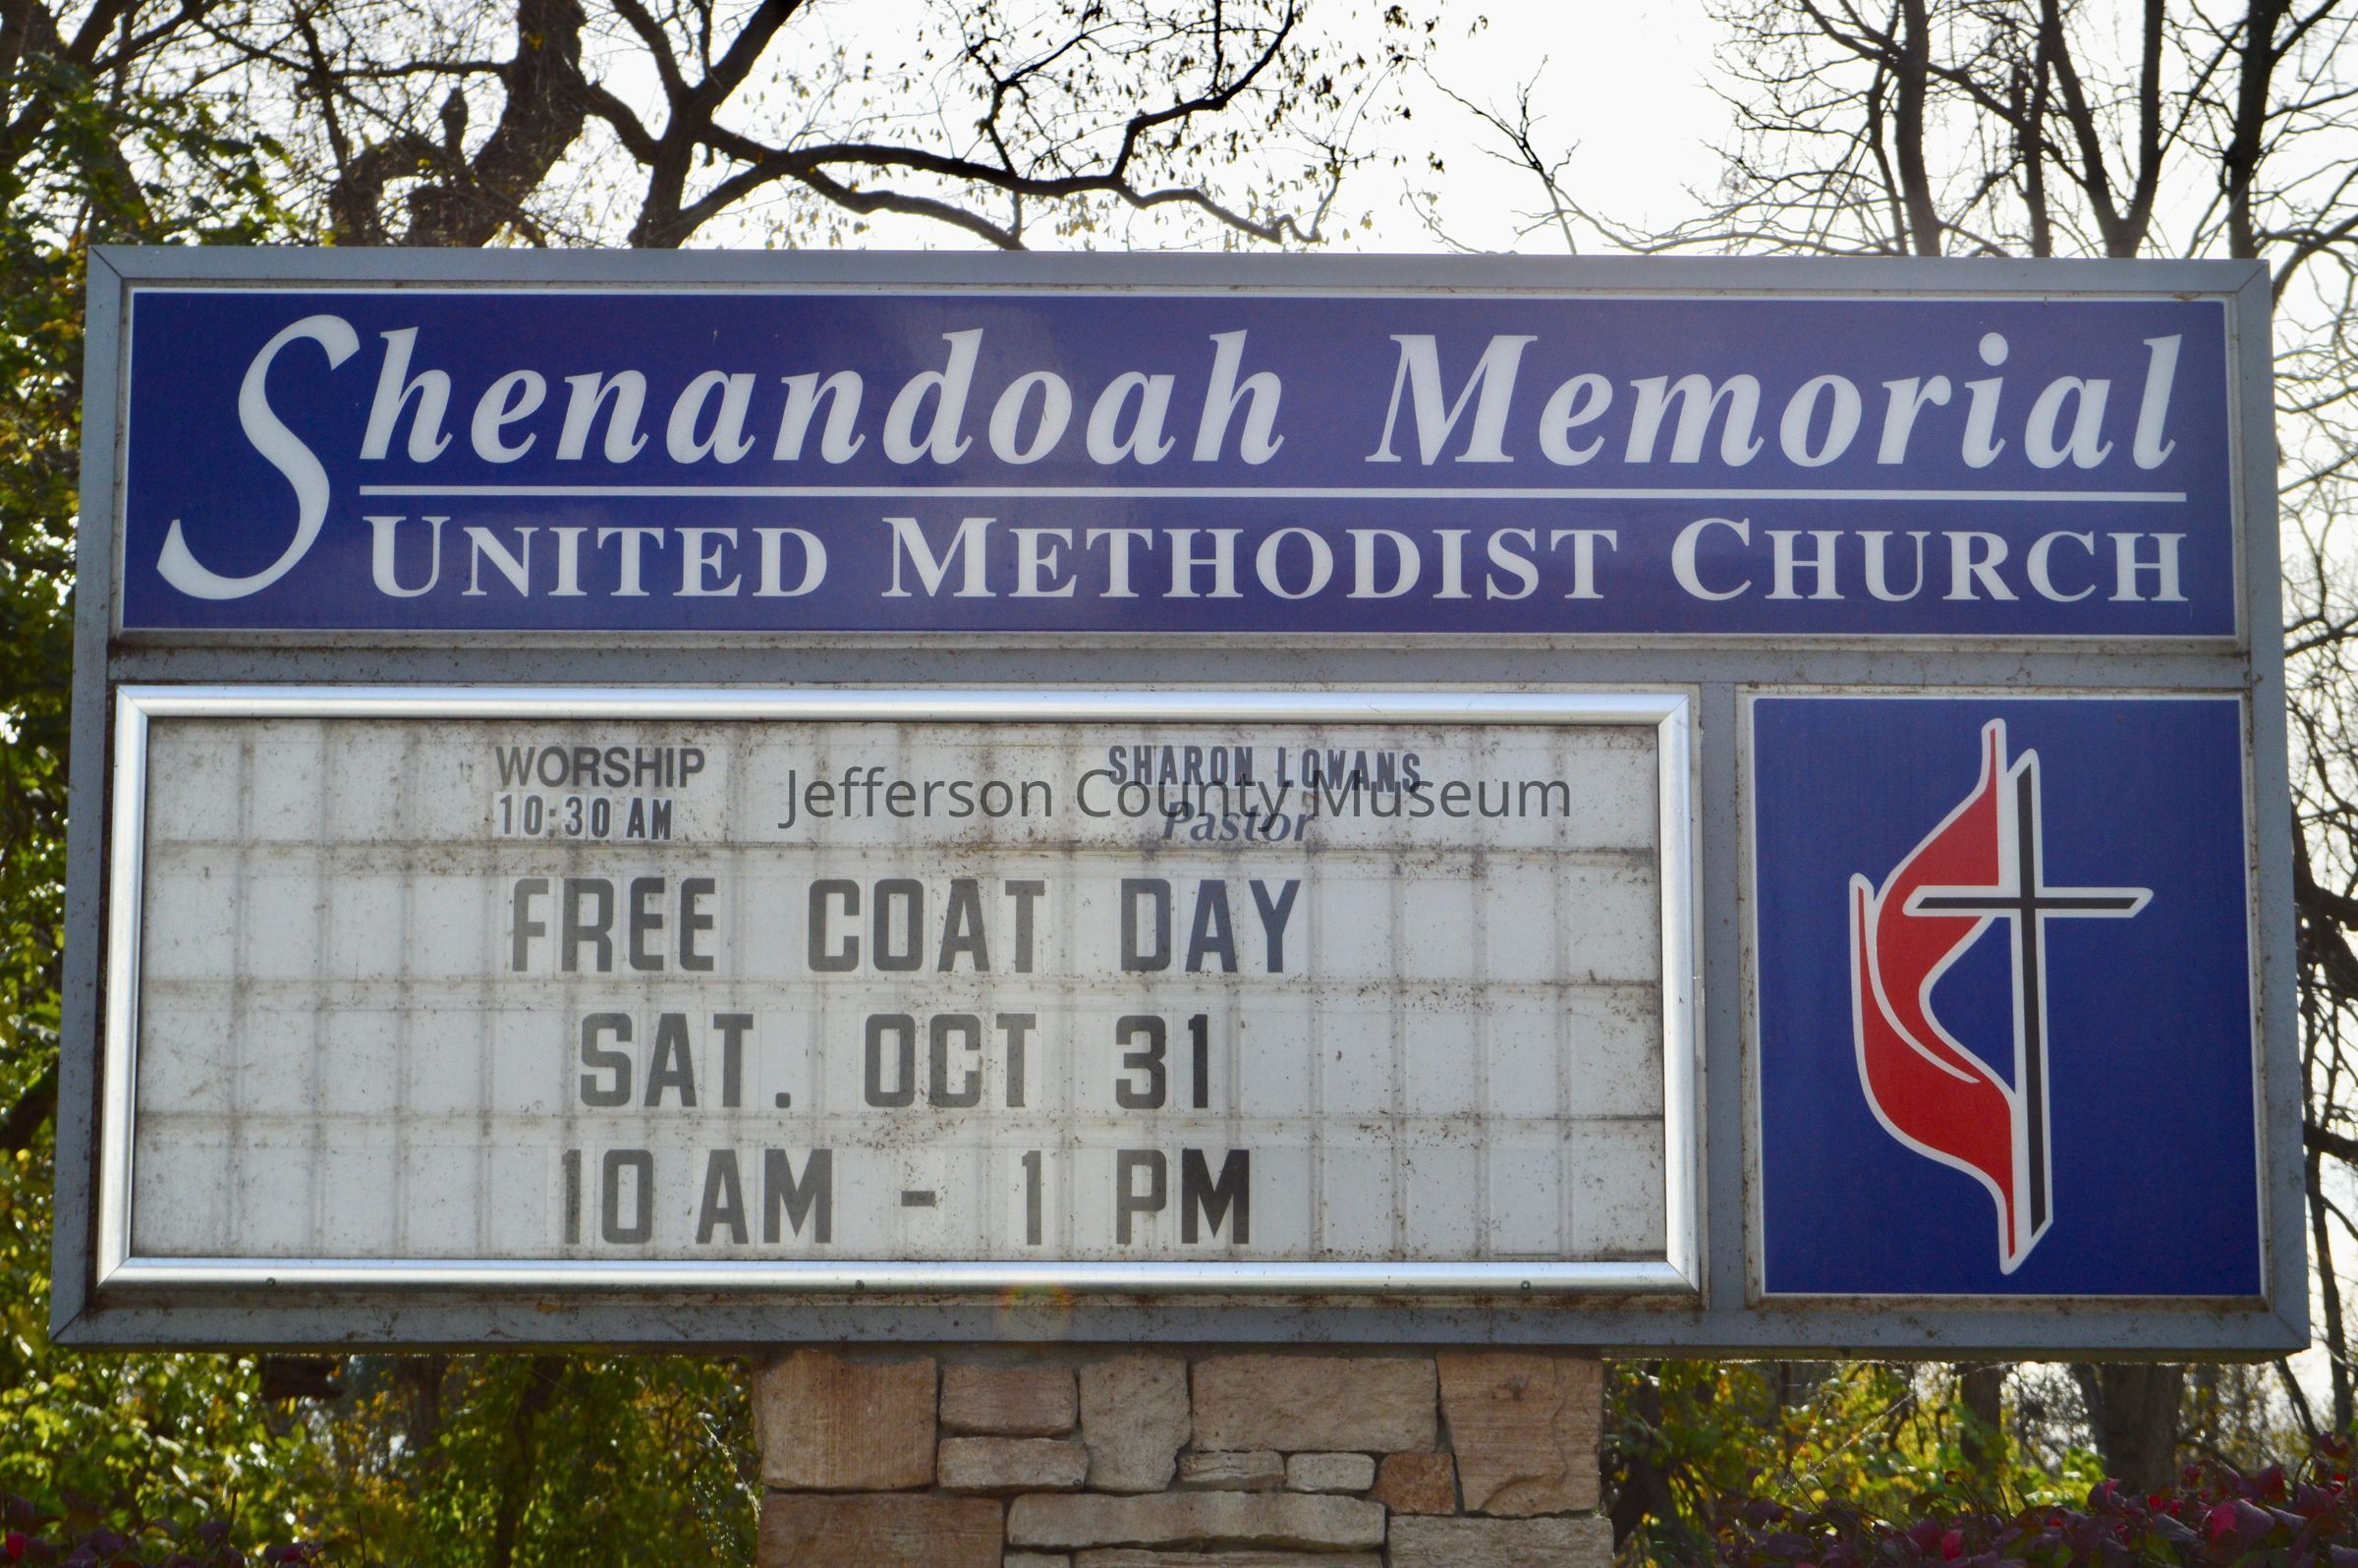 Shenandoah Memorial
UNITED METHODIST CHURCH
WORSHIP
10:30 AM
SHARON LOWANS
Pastor
Jefferson County Museum
FREE COAT DAY
SAT. OCT 31
10 AM - 1 PM